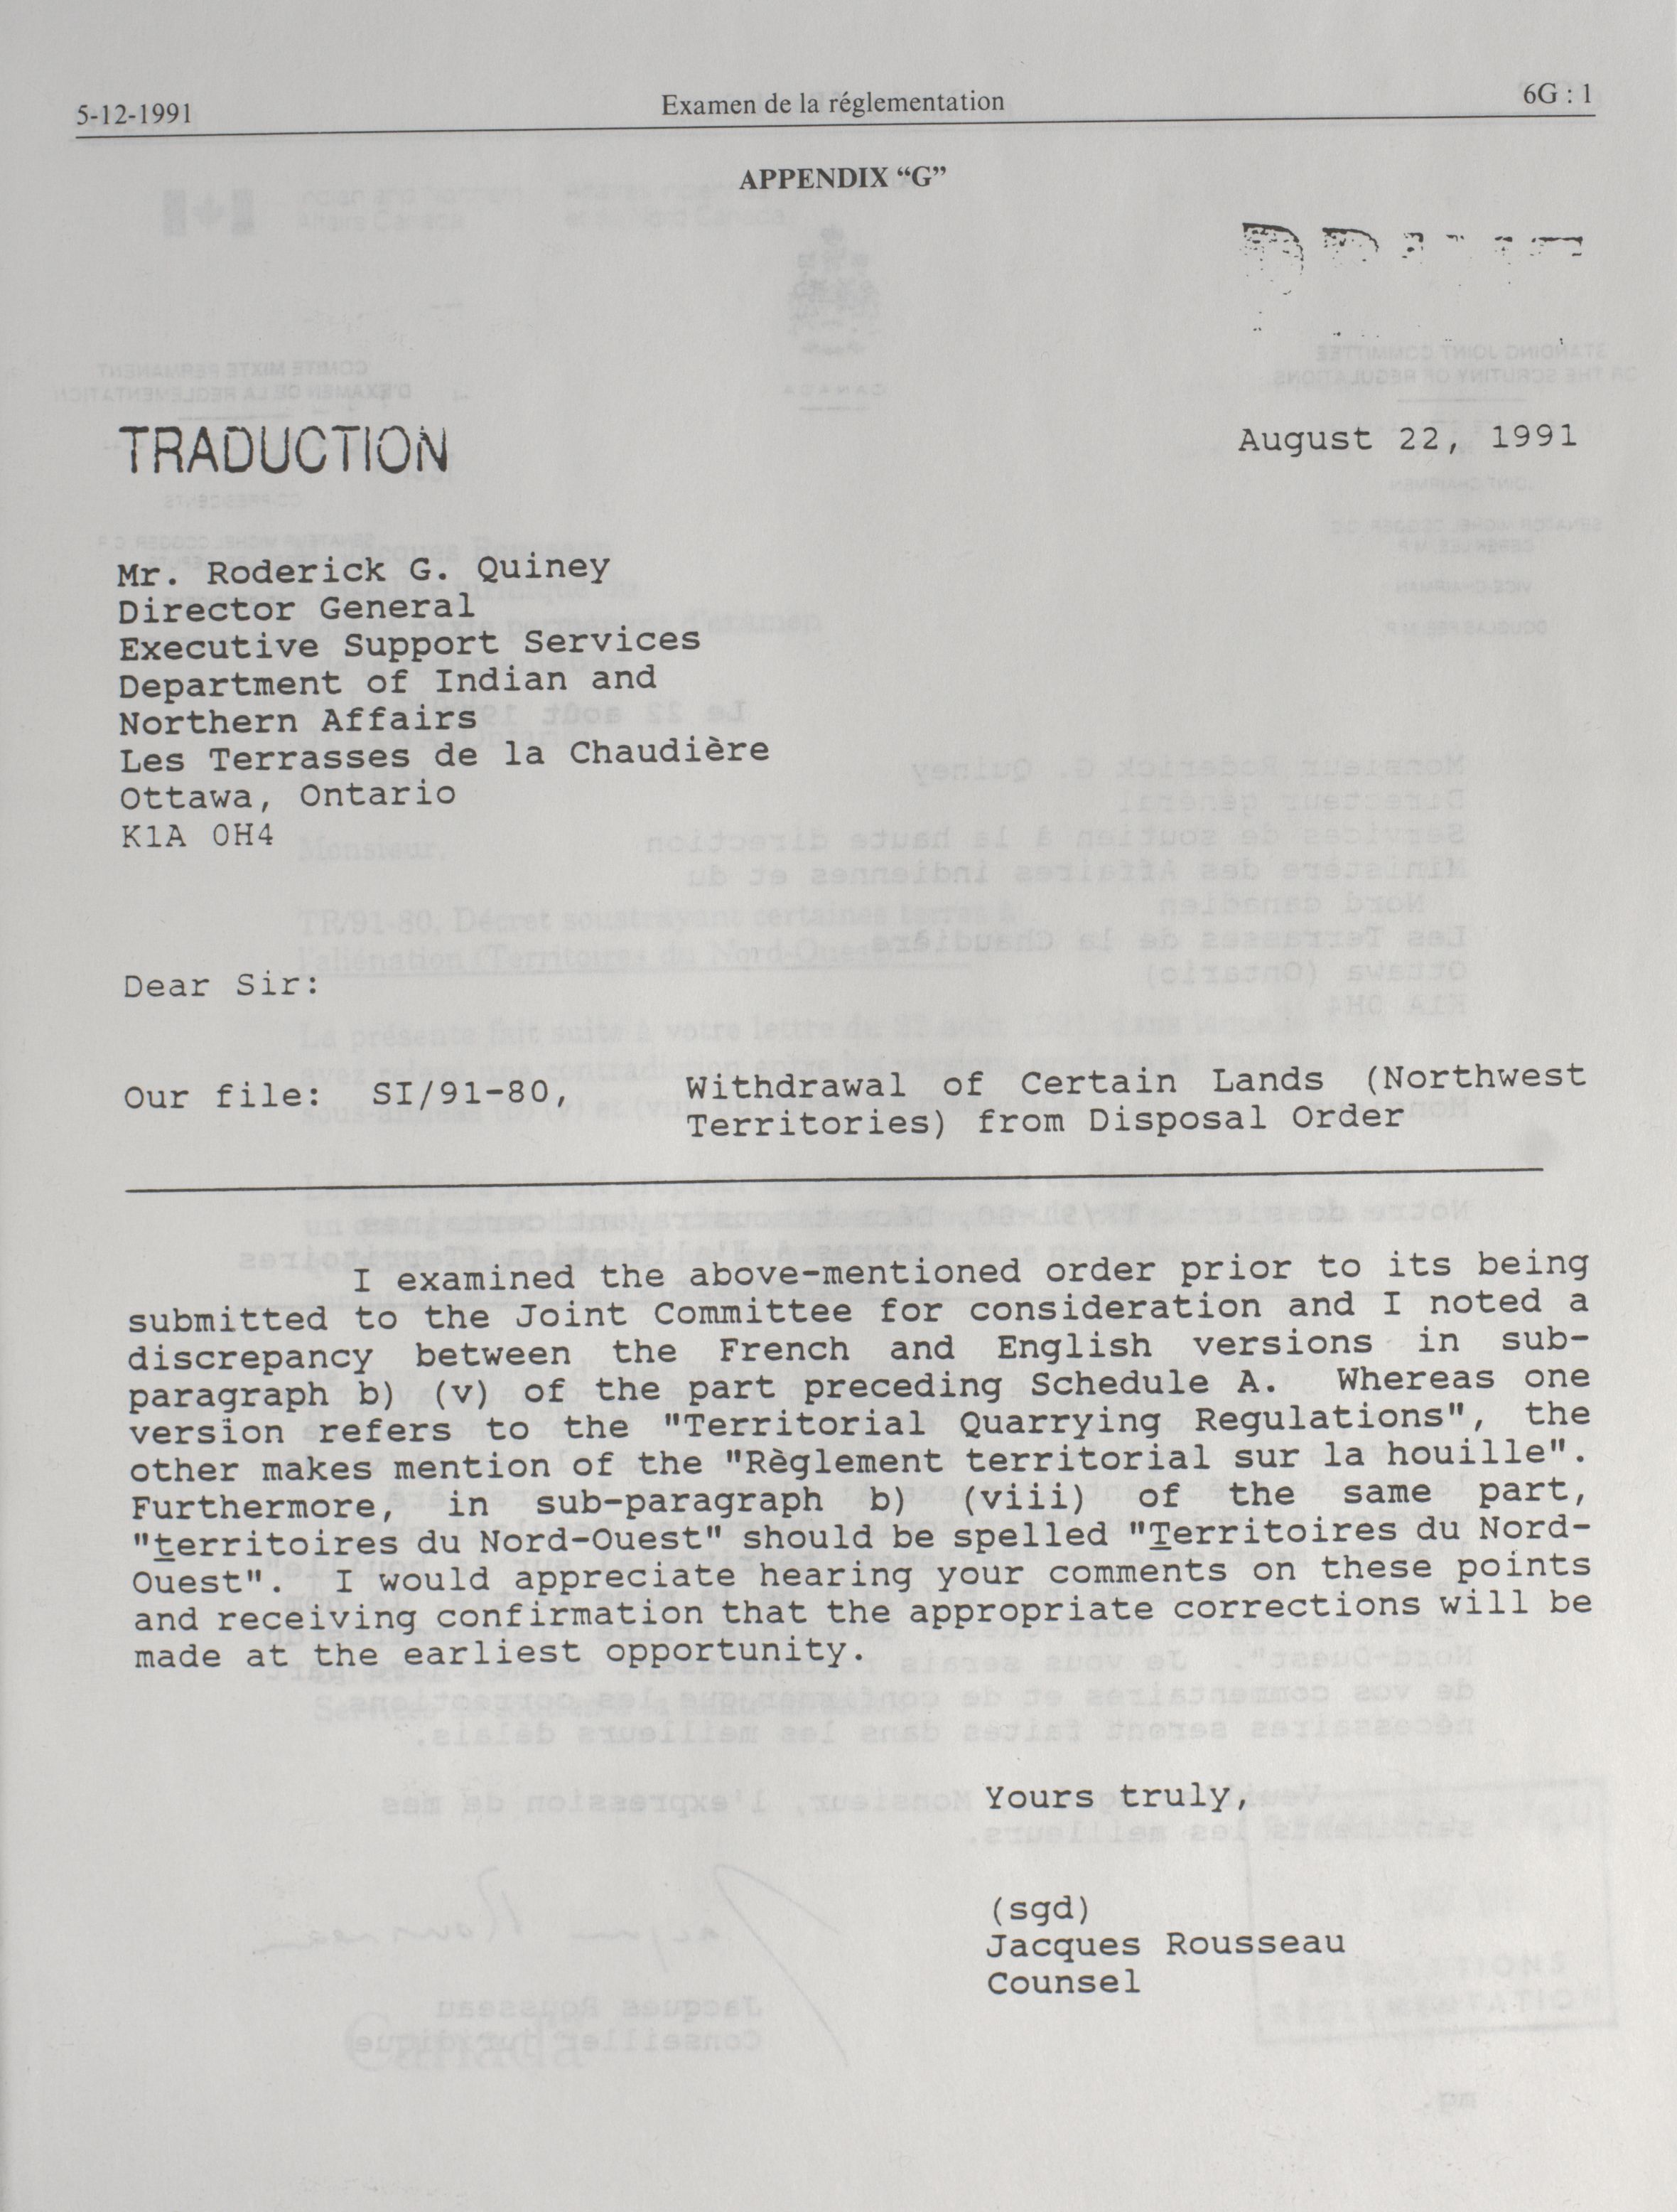 5-12-1991 Examen de la réglementation 6G : 1
APPENDIX “G”
TRADUCTION
August 22, 1991
Mr. Roderick G. Quiney
Director General
Executive Support Services
Department of Indian and
Northern Affairs
Les Terrasses de la Chaudière
Ottawa, Ontario
K1A 0H4
Dear Sir:
Our file: SI/91-80, Withdrawal of Certain Lands (Northwest
Territories) from Disposal Order
I examined the above-mentioned order prior to its being
submitted to the Joint Committee for consideration and I noted a
discrepancy between the French and English versions in sub-
paragraph b) (v) of the part preceding Schedule A. Whereas one
version refers to the "Territorial Quarrying Regulations", the
other makes mention of the "Règlement territorial sur la houille".
Furthermore, in sub-paragraph b) (viii) of the same part,
"territoires du Nord-Ouest" should be spelled "Territoires du Nord-
Ouest". I would appreciate hearing your comments on these points
and receiving confirmation that the appropriate corrections will be
made at the earliest opportunity.
Yours truly,
(sgd)
Jacques Rousseau
Counsel